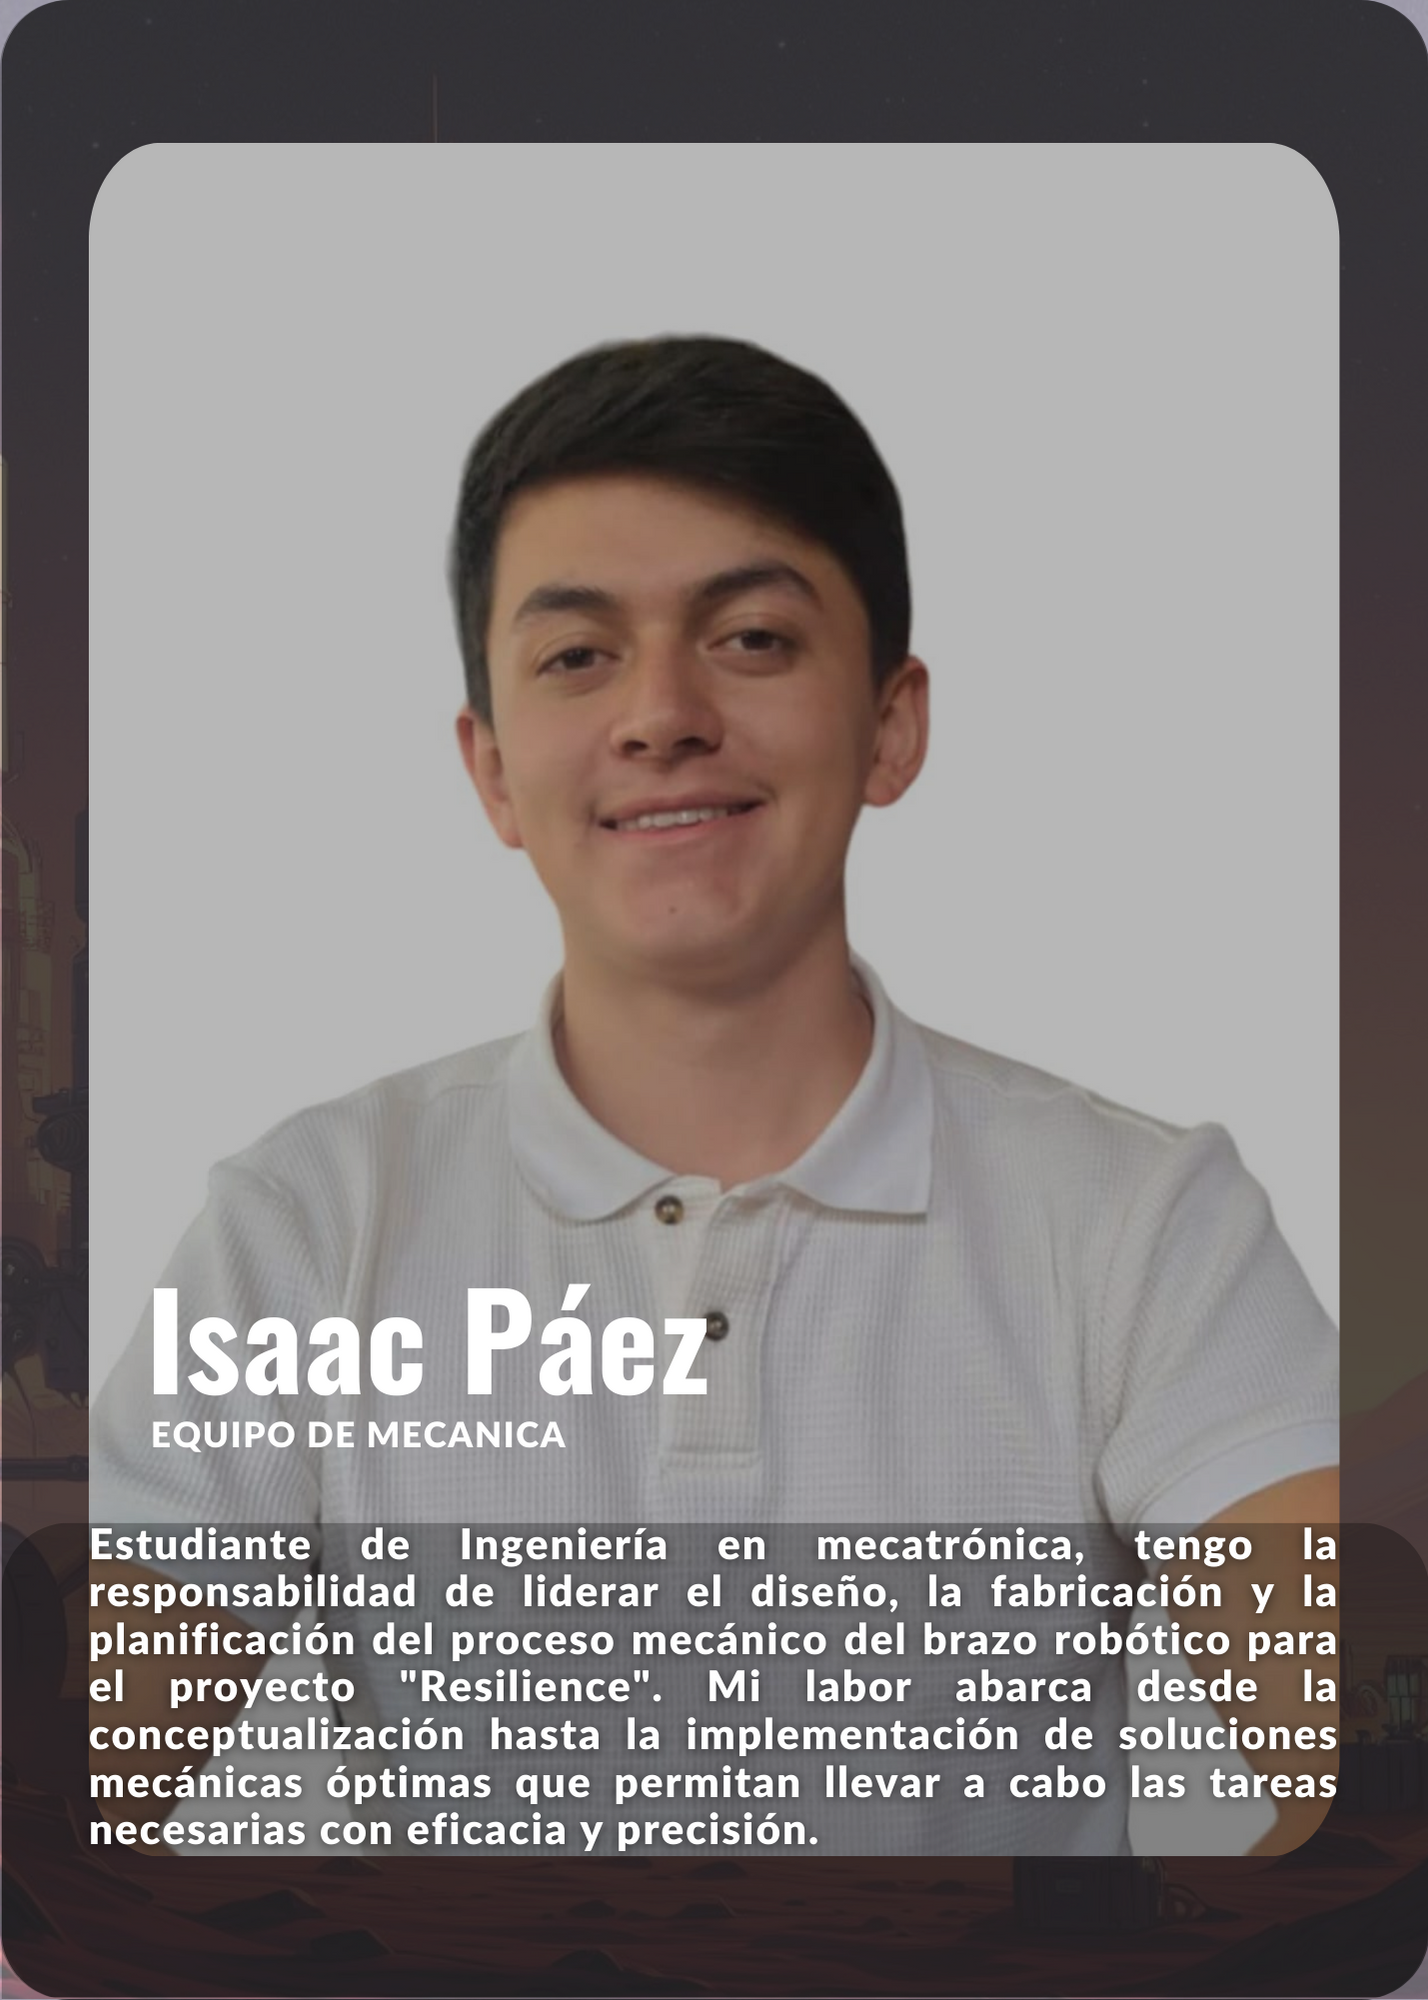 Isaac Páez
EQUIPO DE MECANICA
Estudiante de Ingeniería en mecatrónica, tengo la
responsabilidad de liderar el diseño, la fabricación y la
planificación del proceso mecánico del brazo robótico para
el proyecto "Resilience". Mi labor abarca desde la
conceptualización hasta la implementación de soluciones
mecánicas óptimas que permitan llevar a cabo las tareas
necesarias con eficacia y precisión.